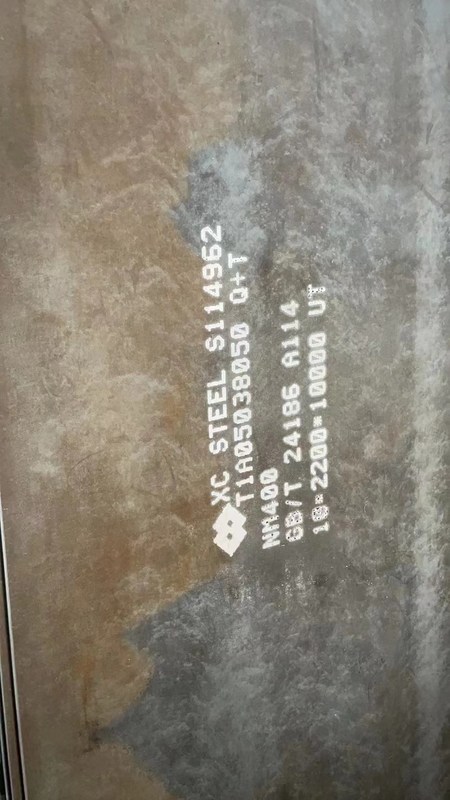 XC STEEL S114962
T1A05038050 Q+T
NM400
GB/T 24186 A114
10*2200*10000 UT